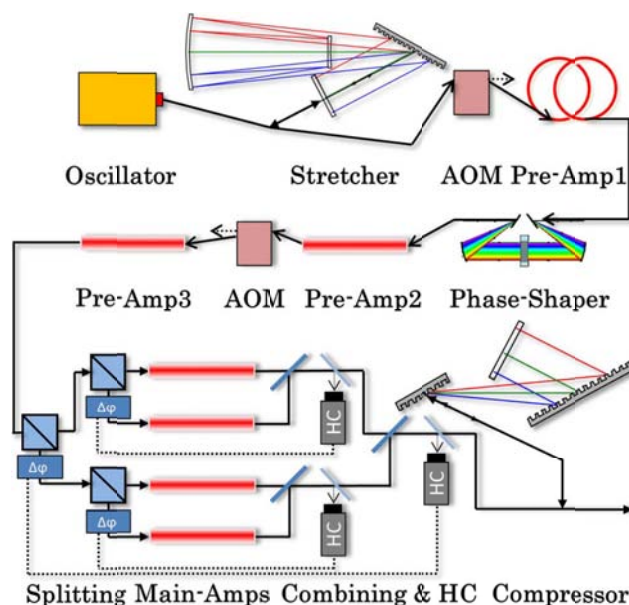 Oscillator Stretcher AOM Pre-Amp1
Pre-Amp3 AOM Pre-Amp2 Phase-Shaper
Δφ
HC
Δφ
HC
Δφ
HC
Splitting Main-Amps Combining & HC Compressor